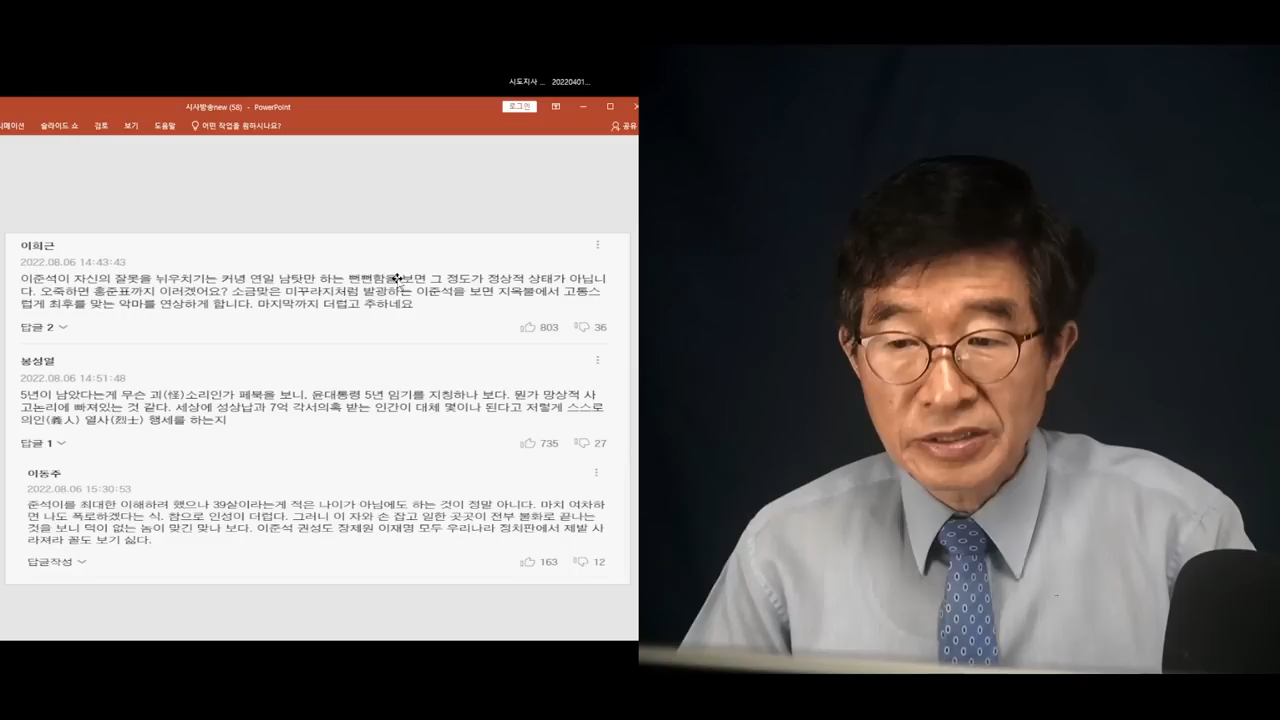 시도지사 ... 20220401...
시사방송new (58) - PowerPoint
로그인
슬라이드 쇼 검토 보기 도움말 어떤 작업을 원하시나요?
공유
이희근
2022.08.06 14:43:43
이준석이 자신의 잘못을 뉘우치기는 커녕 연일 남탓만 하는 뻔뻔함을 보면 그 정도가 정상적 상태가 아닙니
다. 오죽하면 홍준표까지 이러겠어요? 소금맞은 미꾸라지처럼 발광하는 이준석을 보면 지옥불에서 고통스
럽게 최후를 맞는 악마를 연상하게 합니다. 마지막까지 더럽고 추하네요
답글 2
803 36
봉성열
2022.08.06 14:51:48
5년이 남았다는게 무슨 괴(怪)소리인가 페북을 보니, 윤대통령 5년 임기를 지칭하나 보다. 뭔가 망상적 사
고논리에 빠져있는 것 같다. 세상에 성상납과 7억 각서의혹 받는 인간이 대체 몇이나 된다고 저렇게 스스로
의인(義人) 열사(烈士) 행세를 하는지
답글 1
735 27
이동주
2022.08.06 15:30:53
준석이를 최대한 이해하려 했으나 39살이라는게 적은 나이가 아님에도 하는 것이 정말 아니다. 마치 여차하
면 나도 폭로하겠다는 식. 참으로 인성이 더럽다. 그러니 이 자와 손 잡고 일한 곳곳이 전부 불화로 끝나는
것을 보니 덕이 없는 놈이 맞긴 맞나 보다. 이준석 권성도 장제원 이재명 모두 우리나라 정치판에서 제발 사
라져라 꼴도 보기 싫다.
답글작성
163 12